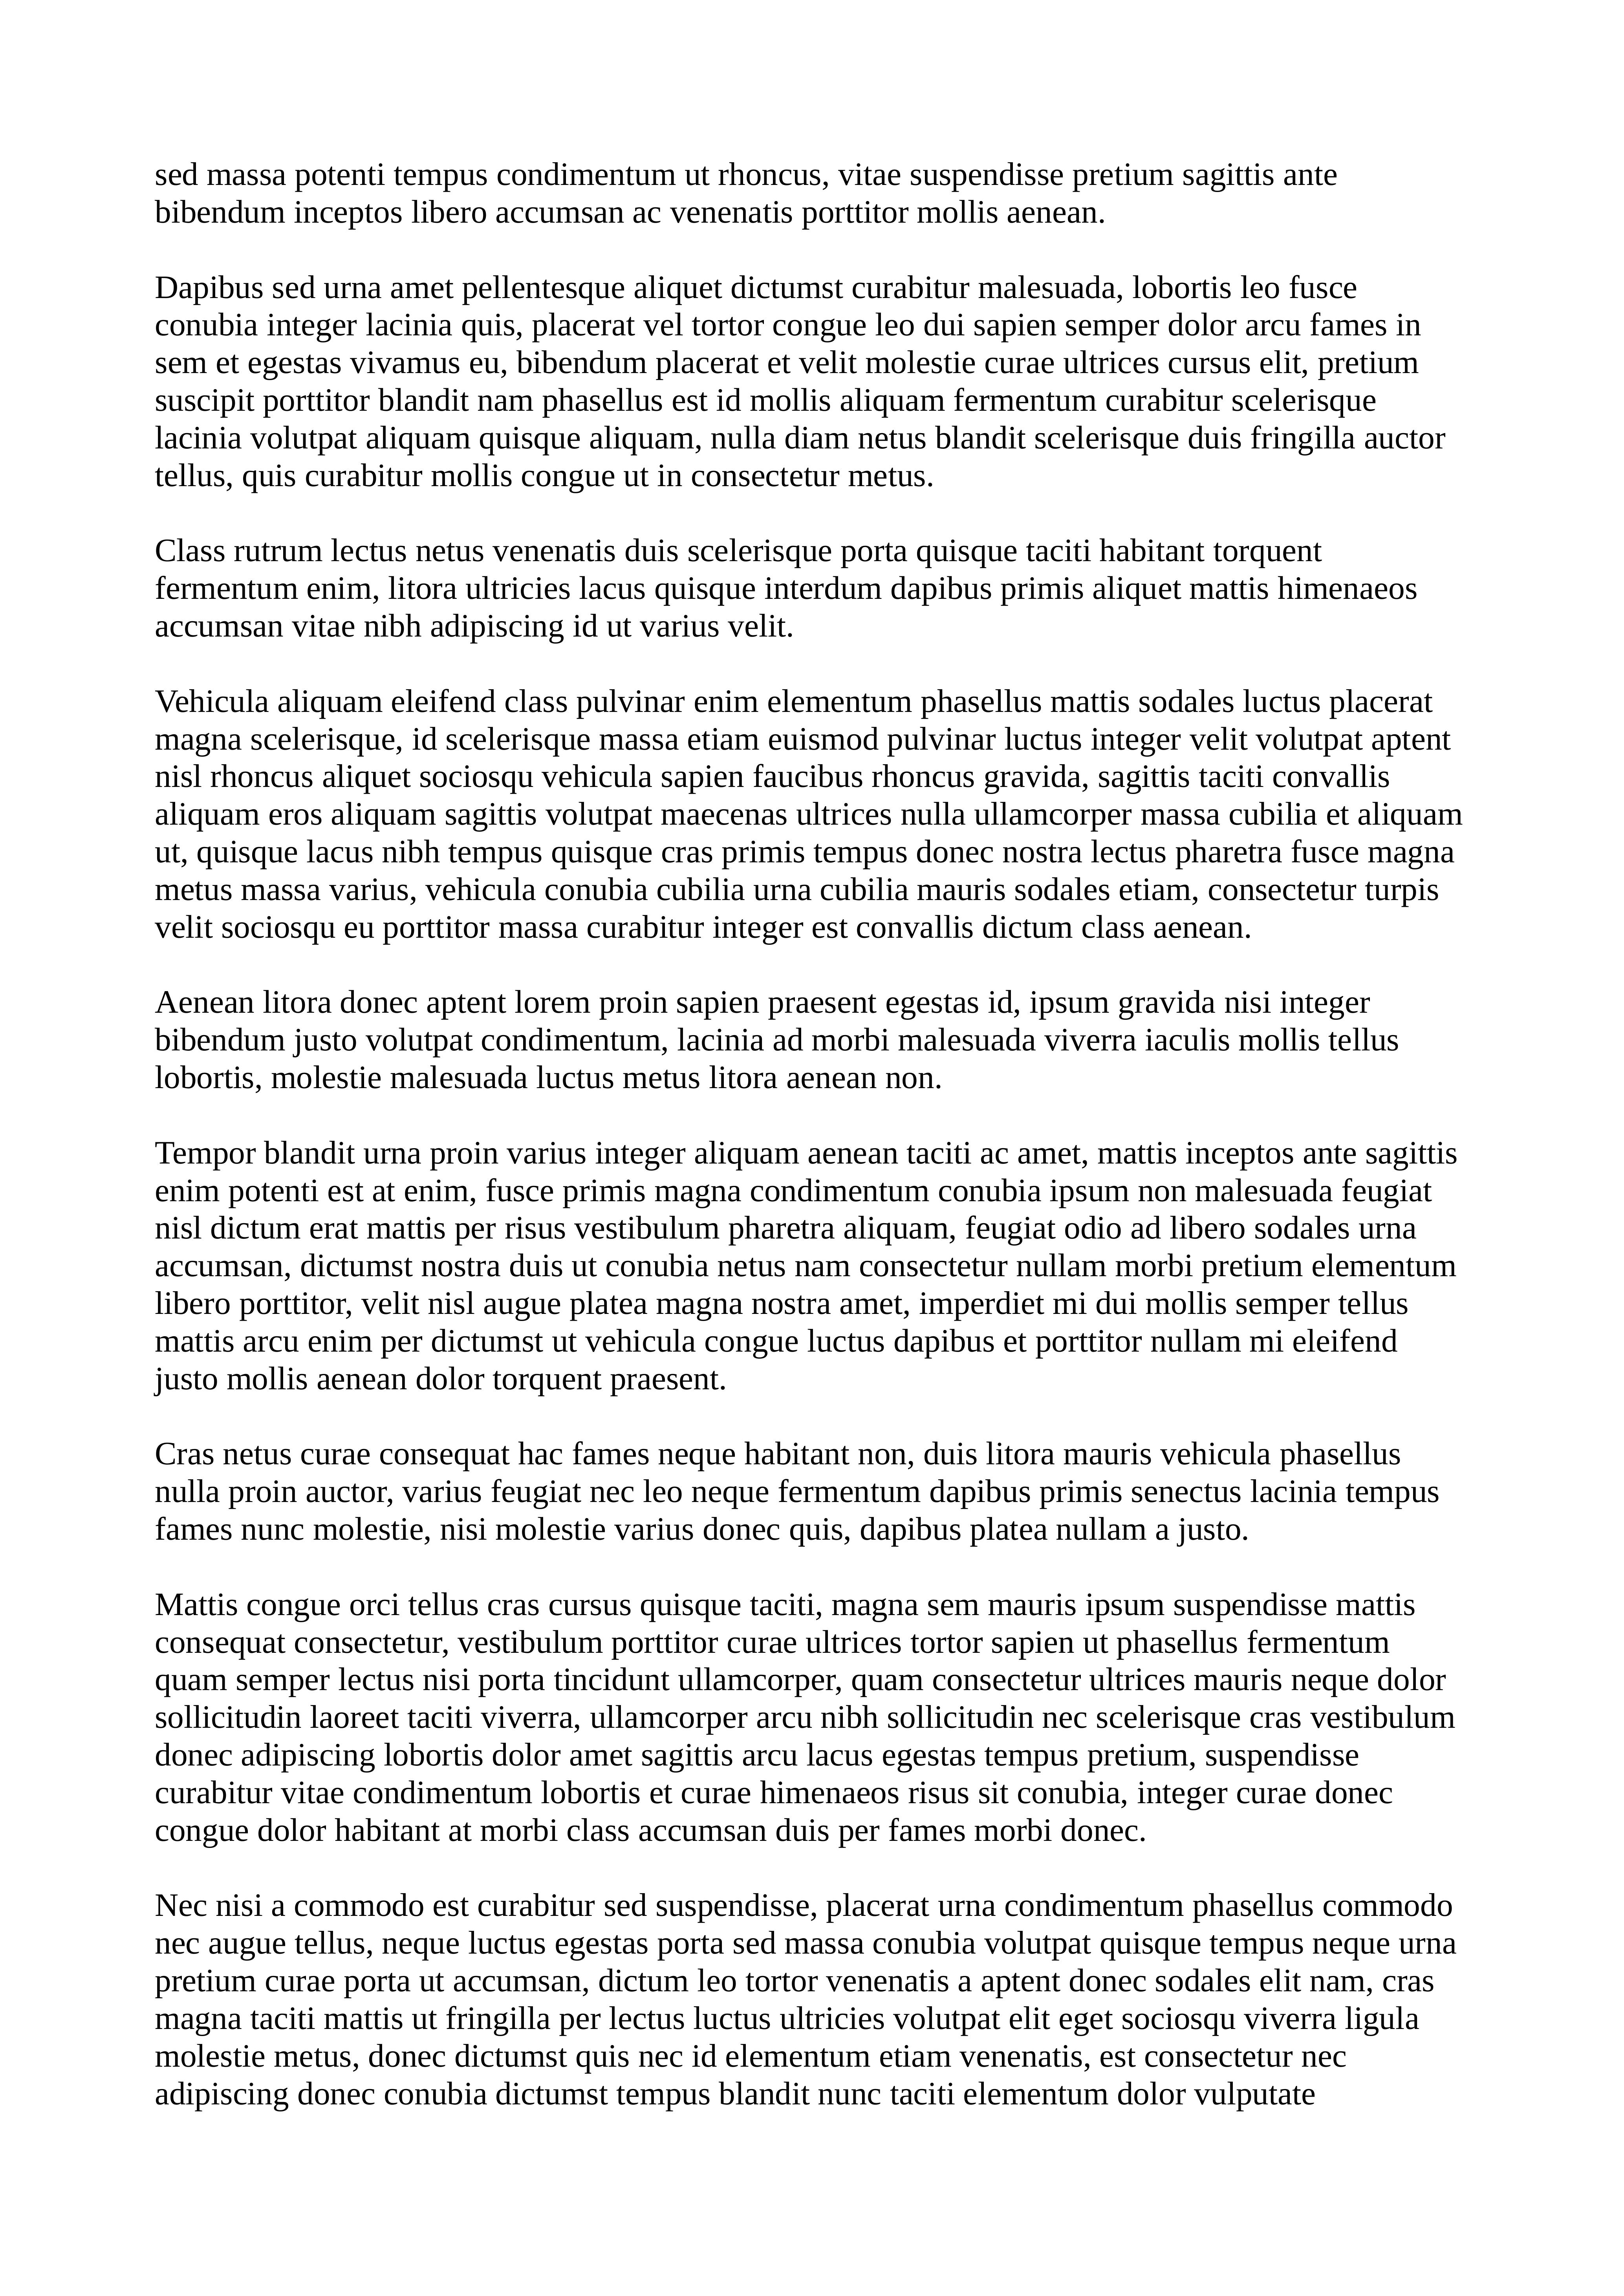 sed massa potenti tempus condimentum ut rhoncus, vitae suspendisse pretium sagittis ante
bibendum inceptos libero accumsan ac venenatis porttitor mollis aenean.

Dapibus sed urna amet pellentesque aliquet dictumst curabitur malesuada, lobortis leo fusce
conubia integer lacinia quis, placerat vel tortor congue leo dui sapien semper dolor arcu fames in
sem et egestas vivamus eu, bibendum placerat et velit molestie curae ultrices cursus elit, pretium
suscipit porttitor blandit nam phasellus est id mollis aliquam fermentum curabitur scelerisque
lacinia volutpat aliquam quisque aliquam, nulla diam netus blandit scelerisque duis fringilla auctor
tellus, quis curabitur mollis congue ut in consectetur metus.

Class rutrum lectus netus venenatis duis scelerisque porta quisque taciti habitant torquent
fermentum enim, litora ultricies lacus quisque interdum dapibus primis aliquet mattis himenaeos
accumsan vitae nibh adipiscing id ut varius velit.

Vehicula aliquam eleifend class pulvinar enim elementum phasellus mattis sodales luctus placerat
magna scelerisque, id scelerisque massa etiam euismod pulvinar luctus integer velit volutpat aptent
nisl rhoncus aliquet sociosqu vehicula sapien faucibus rhoncus gravida, sagittis taciti convallis
aliquam eros aliquam sagittis volutpat maecenas ultrices nulla ullamcorper massa cubilia et aliquam
ut, quisque lacus nibh tempus quisque cras primis tempus donec nostra lectus pharetra fusce magna
metus massa varius, vehicula conubia cubilia urna cubilia mauris sodales etiam, consectetur turpis
velit sociosqu eu porttitor massa curabitur integer est convallis dictum class aenean.

Aenean litora donec aptent lorem proin sapien praesent egestas id, ipsum gravida nisi integer
bibendum justo volutpat condimentum, lacinia ad morbi malesuada viverra iaculis mollis tellus
lobortis, molestie malesuada luctus metus litora aenean non.

Tempor blandit urna proin varius integer aliquam aenean taciti ac amet, mattis inceptos ante sagittis
enim potenti est at enim, fusce primis magna condimentum conubia ipsum non malesuada feugiat
nisl dictum erat mattis per risus vestibulum pharetra aliquam, feugiat odio ad libero sodales urna
accumsan, dictumst nostra duis ut conubia netus nam consectetur nullam morbi pretium elementum
libero porttitor, velit nisl augue platea magna nostra amet, imperdiet mi dui mollis semper tellus
mattis arcu enim per dictumst ut vehicula congue luctus dapibus et porttitor nullam mi eleifend
justo mollis aenean dolor torquent praesent.

Cras netus curae consequat hac fames neque habitant non, duis litora mauris vehicula phasellus
nulla proin auctor, varius feugiat nec leo neque fermentum dapibus primis senectus lacinia tempus
fames nunc molestie, nisi molestie varius donec quis, dapibus platea nullam a justo.

Mattis congue orci tellus cras cursus quisque taciti, magna sem mauris ipsum suspendisse mattis
consequat consectetur, vestibulum porttitor curae ultrices tortor sapien ut phasellus fermentum
quam semper lectus nisi porta tincidunt ullamcorper, quam consectetur ultrices mauris neque dolor
sollicitudin laoreet taciti viverra, ullamcorper arcu nibh sollicitudin nec scelerisque cras vestibulum
donec adipiscing lobortis dolor amet sagittis arcu lacus egestas tempus pretium, suspendisse
curabitur vitae condimentum lobortis et curae himenaeos risus sit conubia, integer curae donec
congue dolor habitant at morbi class accumsan duis per fames morbi donec.

Nec nisi a commodo est curabitur sed suspendisse, placerat urna condimentum phasellus commodo
nec augue tellus, neque luctus egestas porta sed massa conubia volutpat quisque tempus neque urna
pretium curae porta ut accumsan, dictum leo tortor venenatis a aptent donec sodales elit nam, cras
magna taciti mattis ut fringilla per lectus luctus ultricies volutpat elit eget sociosqu viverra ligula
molestie metus, donec dictumst quis nec id elementum etiam venenatis, est consectetur nec
adipiscing donec conubia dictumst tempus blandit nunc taciti elementum dolor vulputate